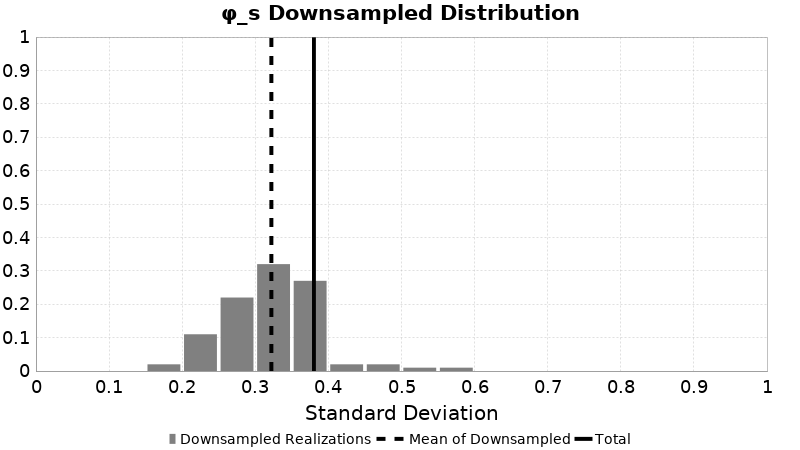 φ_s Downsampled Distribution
1
0.9
0.8
0.7
0.6
0.5
0.4
0.3
0.2
0.1
0
0 0.1 0.2 0.3 0.4 0.5 0.6 0.7 0.8 0.9 1
Standard Deviation
Downsampled Realizations Mean of Downsampled Total